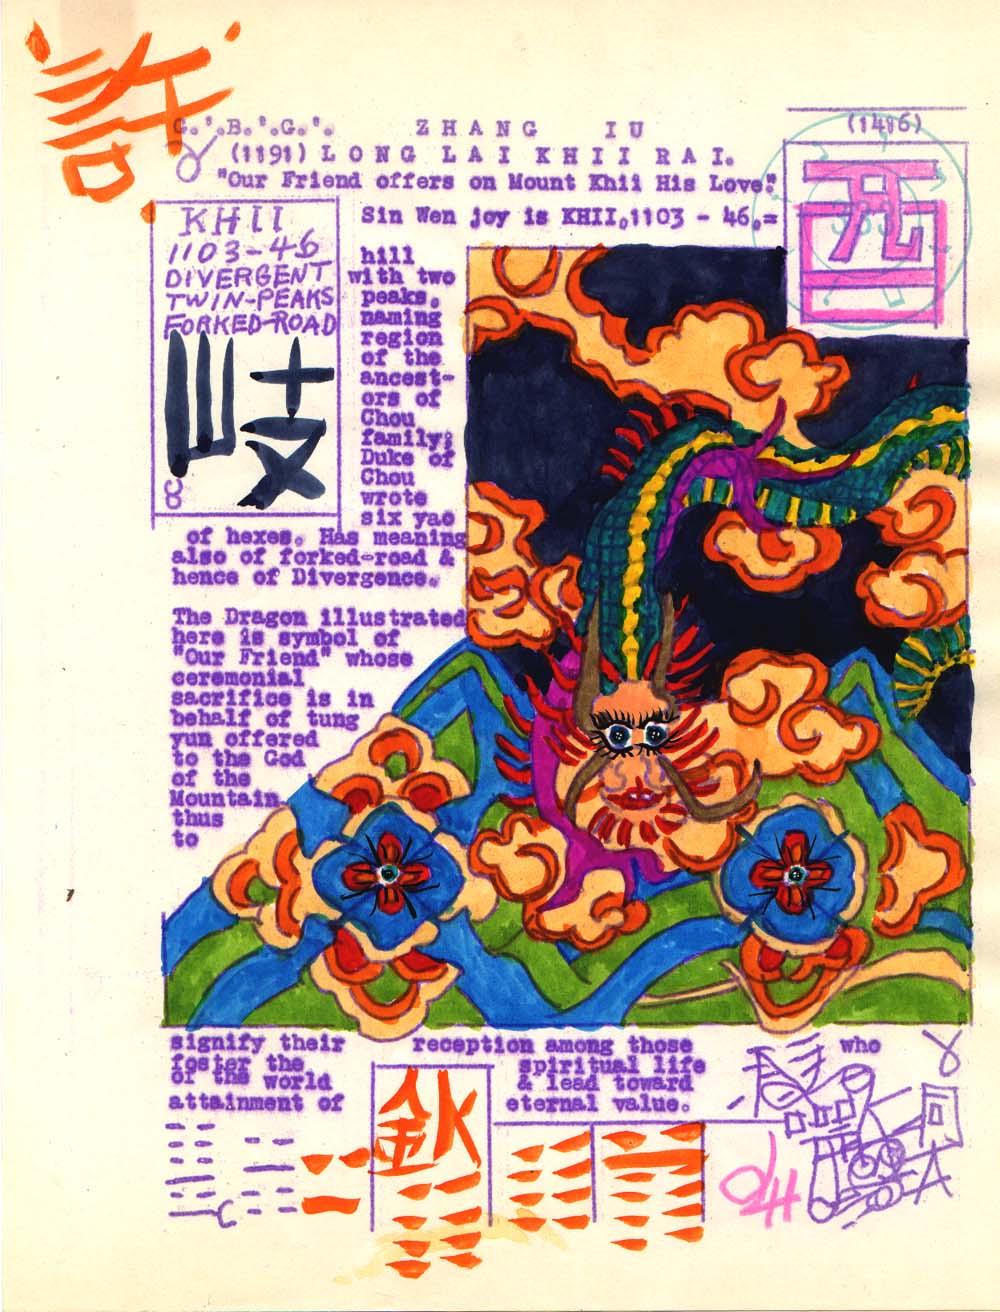 許
G.'.B.'.G.'. ZHANG IU
(1191) LONG LAI KHII RAI.
"Our Friend offers on Mount Khii His Love."
Sin Wen joy is KHII,1103 - 46.=
(1486)
KHII
1103-46
DIVERGENT
TWIN-PEAKS
FORKED-ROAD
岐
hill
with two
peaks.
naming
region
of the
ancest-
ors of
Chou
family;
Duke of
Chou
wrote
six yao
of hexes. Has meaning
also of forked-road &
hence of Divergence.
The Dragon illustrated
here is symbol of
"Our Friend" whose
ceremonial
sacrifice is in
behalf of tung
yun offered
to the God
of the
Mountain
thus
to
signify their reception among those who
foster the spiritual life
of the world & lead toward
attainment of eternal value.